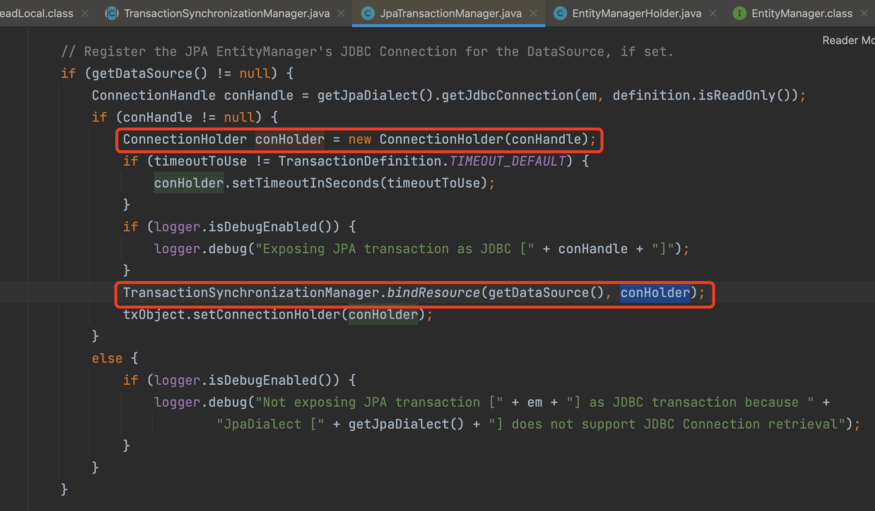 eadLocal.class
TransactionSynchronizationManager.java
JpaTransactionManager.java
EntityManagerHolder.java
EntityManager.class
Reader Mo
// Register the JPA EntityManager's JDBC Connection for the DataSource, if set.
if (getDataSource() != null) {
ConnectionHandle conHandle = getJpaDialect().getJdbcConnection(em, definition.isReadOnly());
if (conHandle != null) {
ConnectionHolder conHolder = new ConnectionHolder(conHandle);
if (timeoutToUse != TransactionDefinition.TIMEOUT_DEFAULT) {
conHolder.setTimeoutInSeconds(timeoutToUse);
}
if (logger.isDebugEnabled()) {
logger.debug("Exposing JPA transaction as JDBC [" + conHandle + "]");
}
TransactionSynchronizationManager.bindResource(getDataSource(), conHolder);
txObject.setConnectionHolder(conHolder);
}
else {
if (logger.isDebugEnabled()) {
logger.debug("Not exposing JPA transaction [" + em + "] as JDBC transaction because " +
"JpaDialect [" + getJpaDialect() + "] does not support JDBC Connection retrieval");
}
}
}